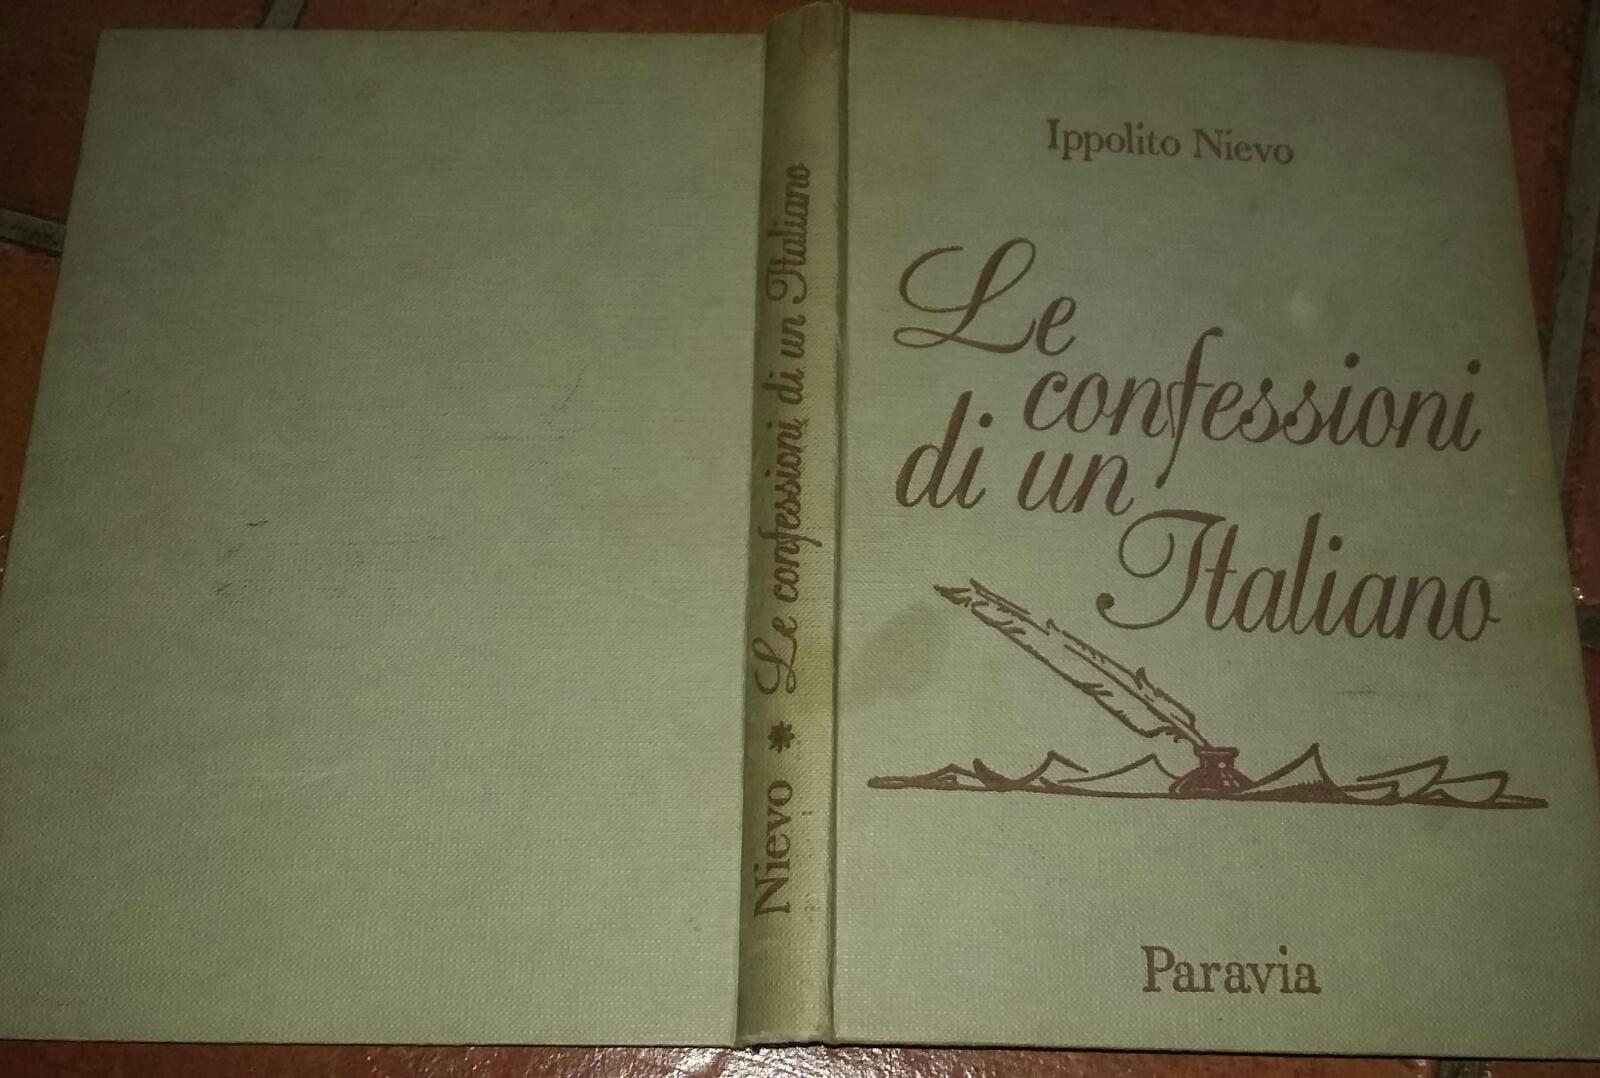 Ippolito Nievo
Le
confessioni
di un
Italiano
Paravia
Nievo * Le confessioni di un Italiano